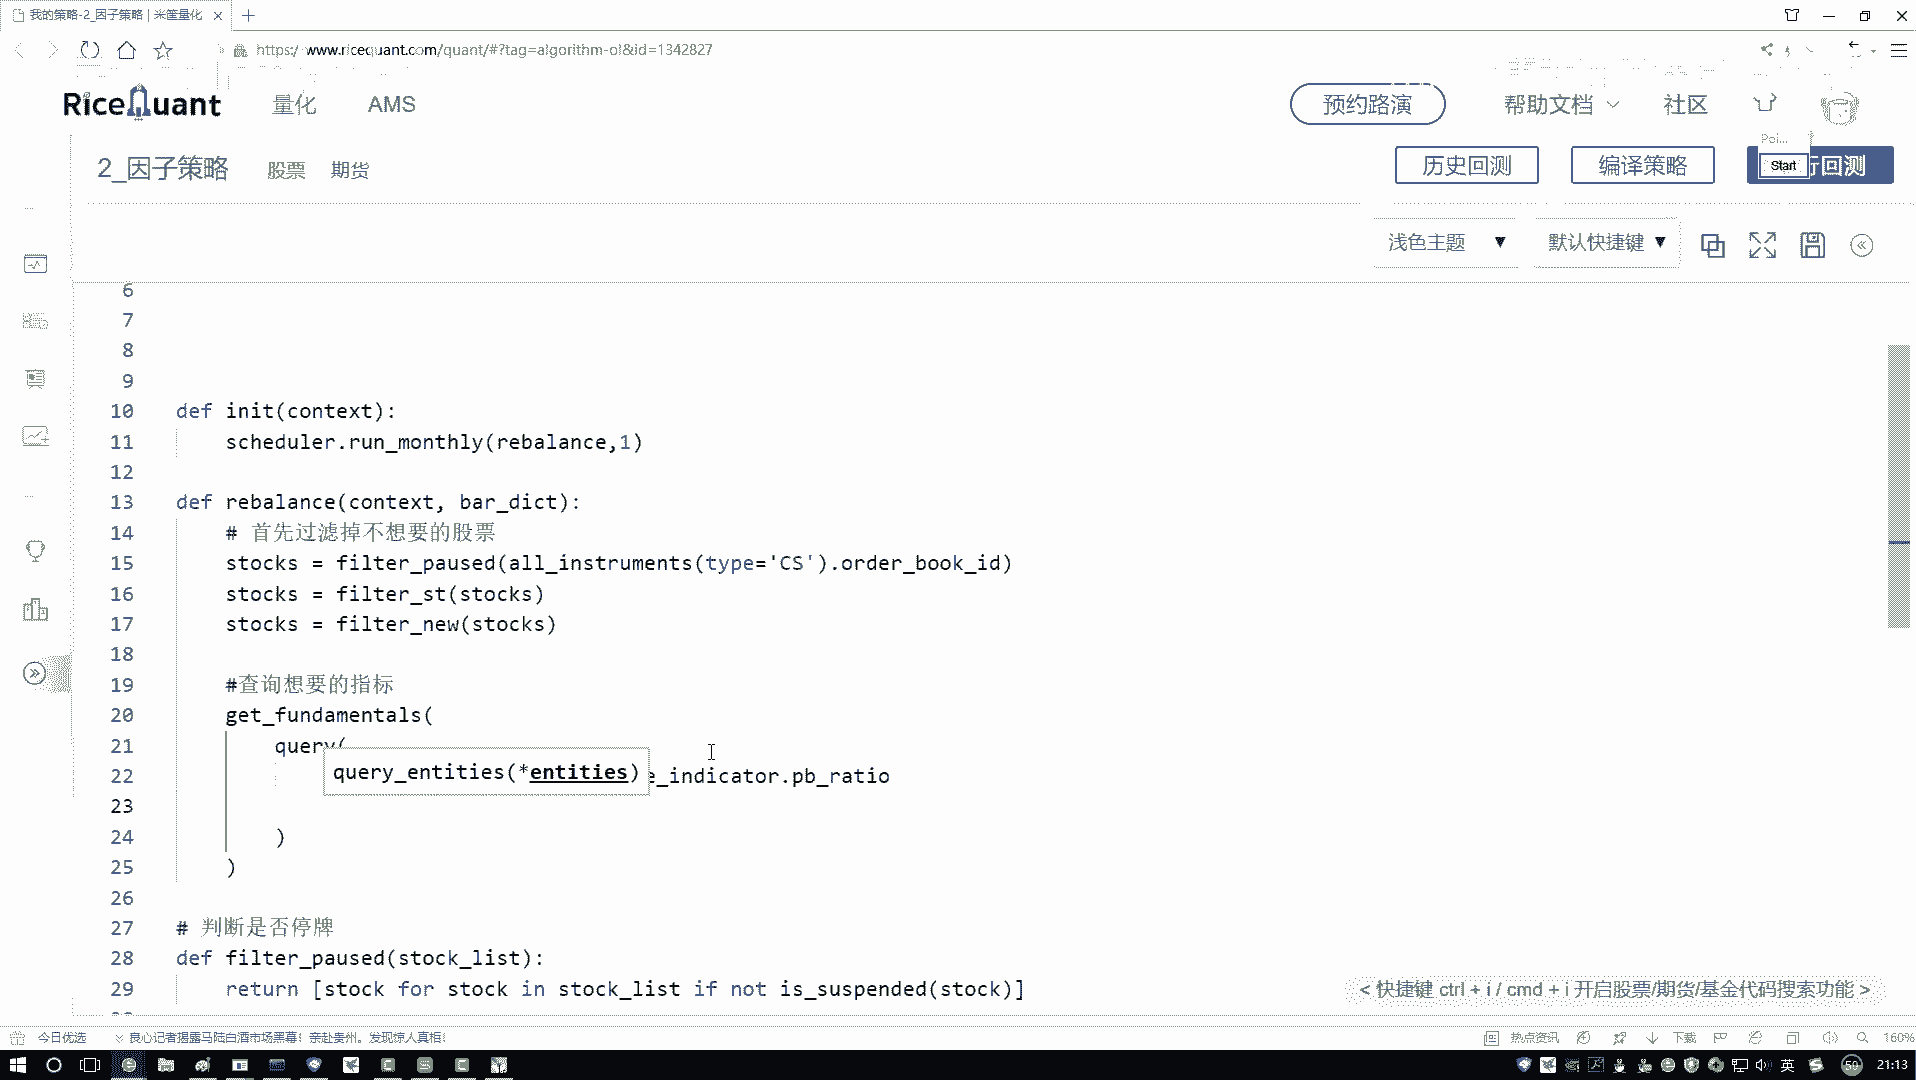 我的策略-2_因子策略 | 米筐量化
https://www.ricequant.com/quant/#?tag=algorithm-ol&id=1342827
RiceQuant 量化 AMS 预约路演 帮助文档 社区
2_因子策略 股票 期货 历史回测 编译策略 Start 行回测
Poi...
浅色主题 ▼ 默认快捷键 ▼
6
7
8
9
10 def init(context):
11 scheduler.run_monthly(rebalance,1)
12
13 def rebalance(context, bar_dict):
14 # 首先过滤掉不想要的股票
15 stocks = filter_paused(all_instruments(type='CS').order_book_id)
16 stocks = filter_st(stocks)
17 stocks = filter_new(stocks)
18
19 #查询想要的指标
20 get_fundamentals(
21 query(
query_entities(*entities)
22 e_indicator.pb_ratio
23
24 )
25 )
26
27 # 判断是否停牌
28 def filter_paused(stock_list):
29 return [stock for stock in stock_list if not is_suspended(stock)]
< 快捷键 ctrl + i / cmd + i 开启股票/期货/基金代码搜索功能 >
今日优选 良心记者揭露马陆白酒市场黑幕！亲赴贵州。发现惊人真相！ 热点资讯 下载 160%
英 50 21:13